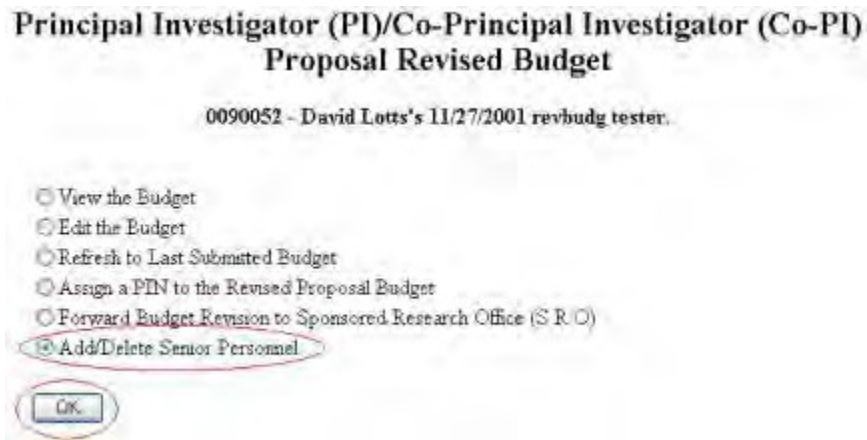 Principal Investigator (PI)/Co-Principal Investigator (Co-PI)
Proposal Revised Budget
0090052 - David Lotts's 11/27/2001 revbudg tester.
View the Budget
Edit the Budget
Refresh to Last Submitted Budget
Assign a PIN to the Revised Proposal Budget
Forward Budget Revision to Sponsored Research Office (S R O)
Add/Delete Senior Personnel
OK